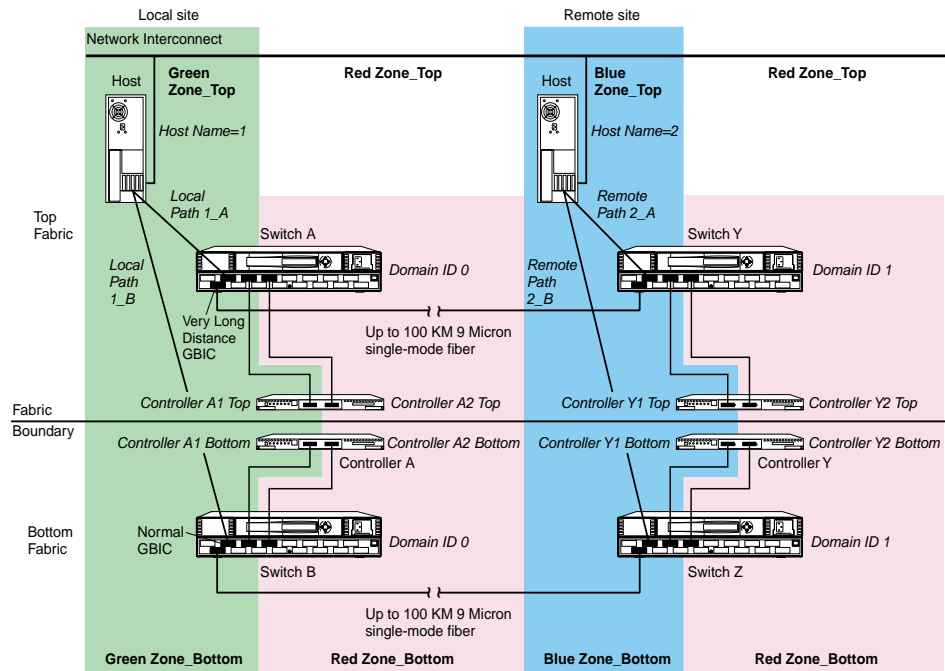 Local site
Remote site
Network Interconnect
Host
Green
Zone_Top
Red Zone_Top
Host
Blue
Zone_Top
Red Zone_Top
Host Name=1
Host Name=2
Local
Path 1_A
Remote
Path 2_A
Top
Fabric
Switch A
Switch Y
Local
Path
1_B
Domain ID 0
Remote
Path
2_B
Domain ID 1
Very Long
Distance
GBIC
Up to 100 KM 9 Micron
single-mode fiber
Controller A1 Top
Controller A2 Top
Controller Y1 Top
Controller Y2 Top
Fabric
Boundary
Controller A1 Bottom
Controller A2 Bottom
Controller Y1 Bottom
Controller Y2 Bottom
Controller A
Controller Y
Bottom
Fabric
Normal
GBIC
Domain ID 0
Domain ID 1
Switch B
Switch Z
Up to 100 KM 9 Micron
single-mode fiber
Green Zone_Bottom
Red Zone_Bottom
Blue Zone_Bottom
Red Zone_Bottom